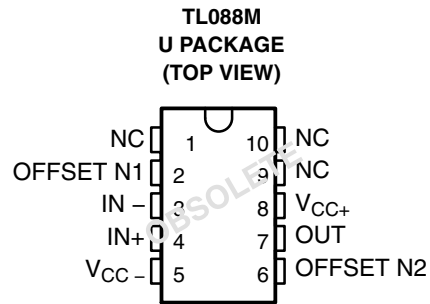 TL088M
U PACKAGE
(TOP VIEW)
NC 1 10 NC
OFFSET N1 2 9 NC
IN − 3 8 VCC+
IN+ 4 7 OUT
VCC − 5 6 OFFSET N2
OBSOLETE